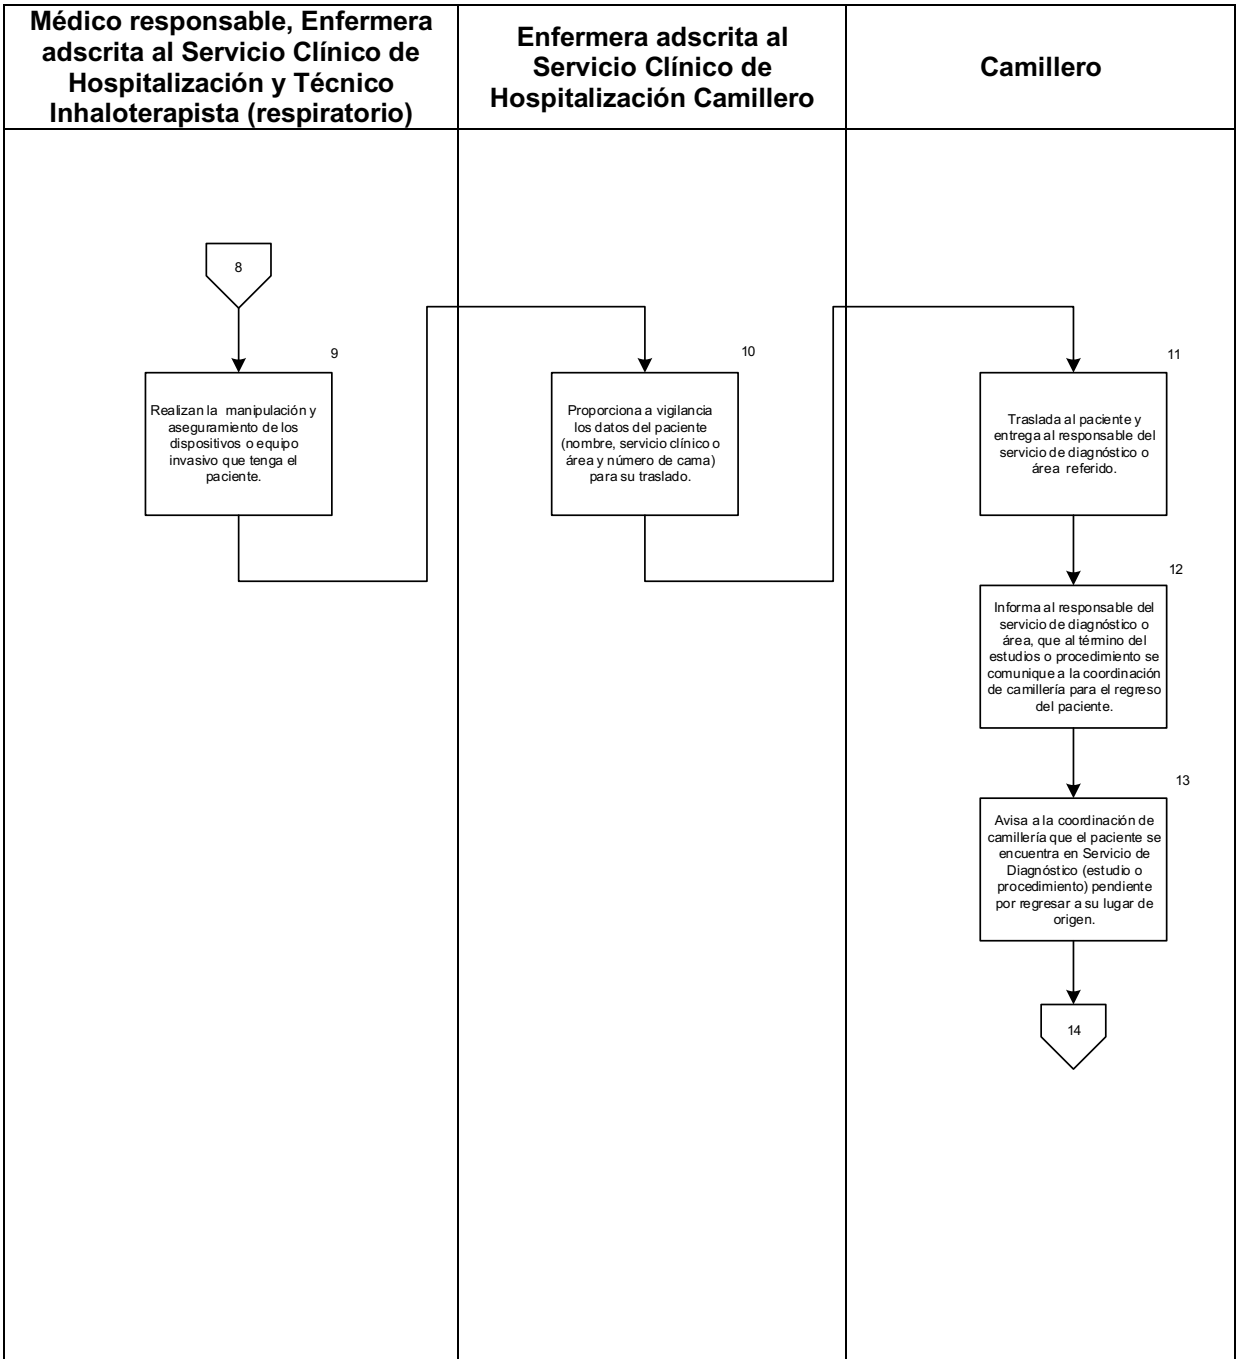 Médico responsable, Enfermera
adscrita al Servicio Clínico de
Hospitalización y Técnico
Inhaloterapista (respiratorio)
Enfermera adscrita al
Servicio Clínico de
Hospitalización Camillero
Camillero
8
9
Realizan la manipulación y
aseguramiento de los
dispositivos o equipo
invasivo que tenga el
paciente.
10
Proporciona a vigilancia
los datos del paciente
(nombre, servicio clínico o
área y número de cama)
para su traslado.
11
Traslada al paciente y
entrega al responsable del
servicio de diagnóstico o
área referido.
12
Informa al responsable del
servicio de diagnóstico o
área, que al término del
estudios o procedimiento se
comunique a la coordinación
de camillería para el regreso
del paciente.
13
Avisa a la coordinación de
camillería que el paciente se
encuentra en Servicio de
Diagnóstico (estudio o
procedimiento) pendiente
por regresar a su lugar de
origen.
14